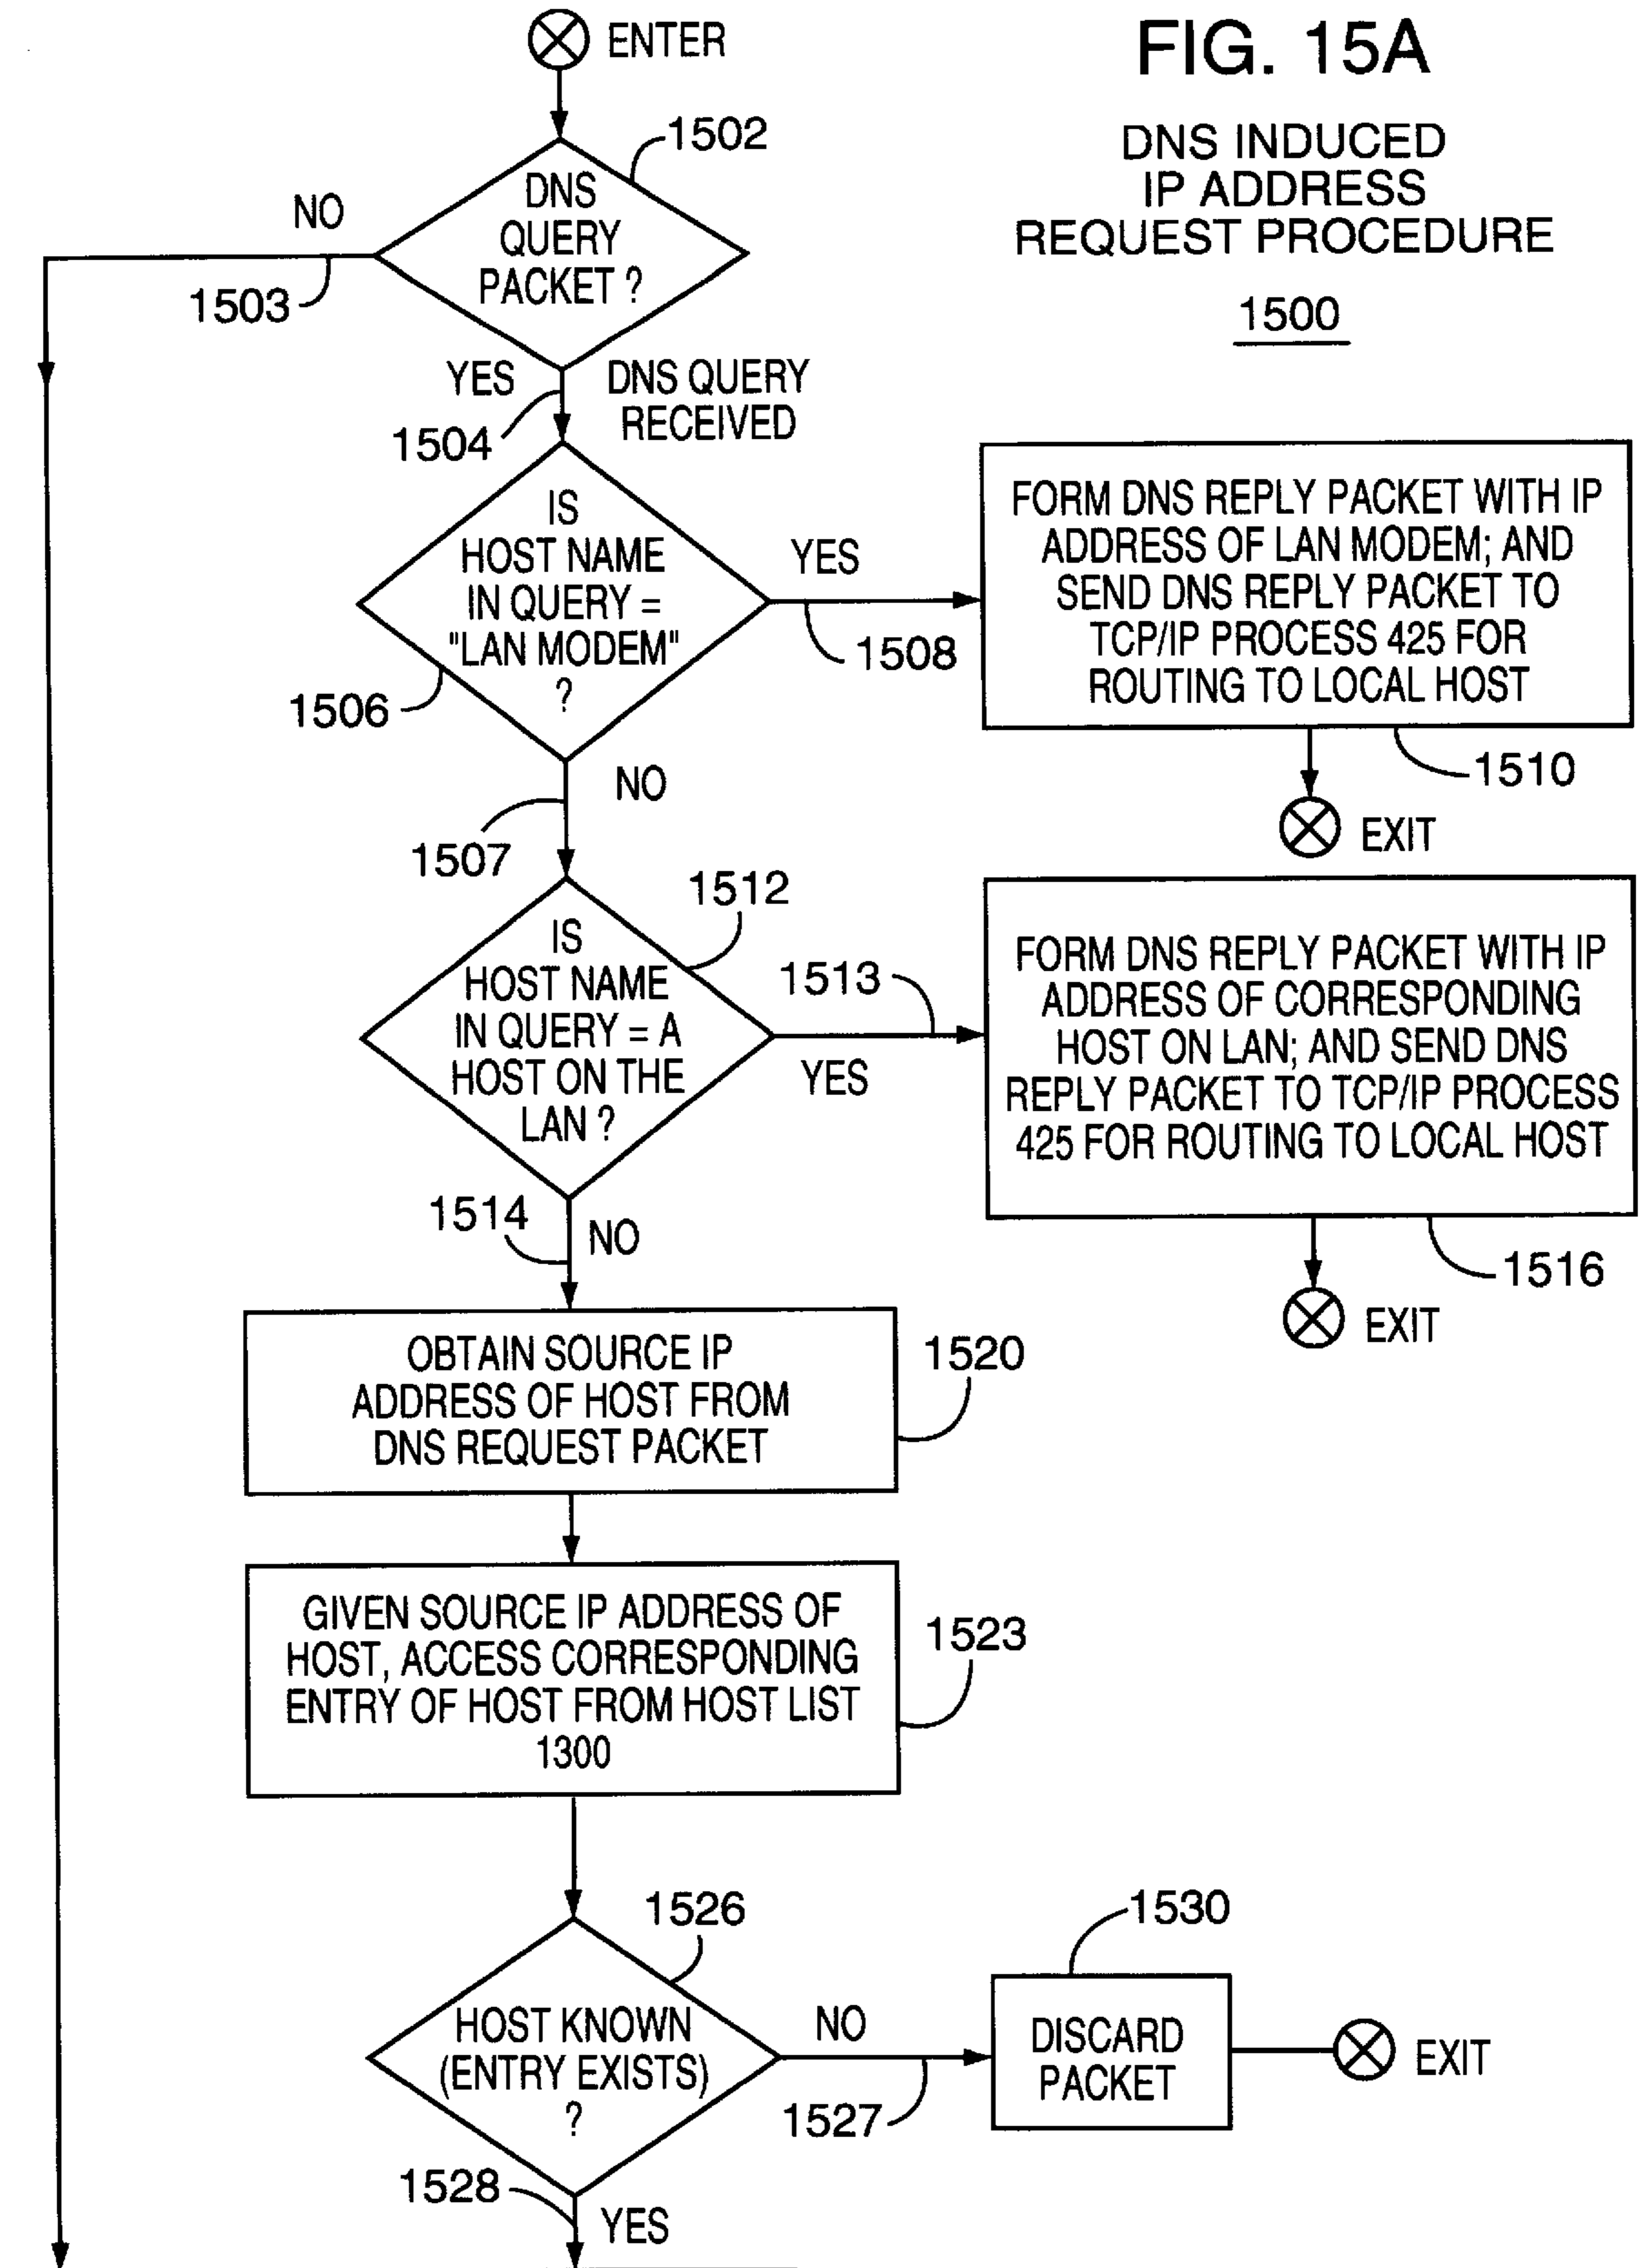 ENTER
FIG. 15A
DNS INDUCED
IP ADDRESS
REQUEST PROCEDURE
1500
1502
DNS
QUERY
PACKET ?
NO
1503
YES
DNS QUERY
RECEIVED
1504
IS
HOST NAME
IN QUERY =
"LAN MODEM"
?
1506
YES
1508
FORM DNS REPLY PACKET WITH IP
ADDRESS OF LAN MODEM; AND
SEND DNS REPLY PACKET TO
TCP/IP PROCESS 425 FOR
ROUTING TO LOCAL HOST
1510
EXIT
NO
1507
1512
IS
HOST NAME
IN QUERY = A
HOST ON THE
LAN ?
1513
YES
FORM DNS REPLY PACKET WITH IP
ADDRESS OF CORRESPONDING
HOST ON LAN; AND SEND DNS
REPLY PACKET TO TCP/IP PROCESS
425 FOR ROUTING TO LOCAL HOST
1516
EXIT
1514
NO
OBTAIN SOURCE IP
ADDRESS OF HOST FROM
DNS REQUEST PACKET
1520
GIVEN SOURCE IP ADDRESS OF
HOST, ACCESS CORRESPONDING
ENTRY OF HOST FROM HOST LIST
1300
1523
1526
HOST KNOWN
(ENTRY EXISTS)
?
NO
1527
1530
DISCARD
PACKET
EXIT
1528
YES